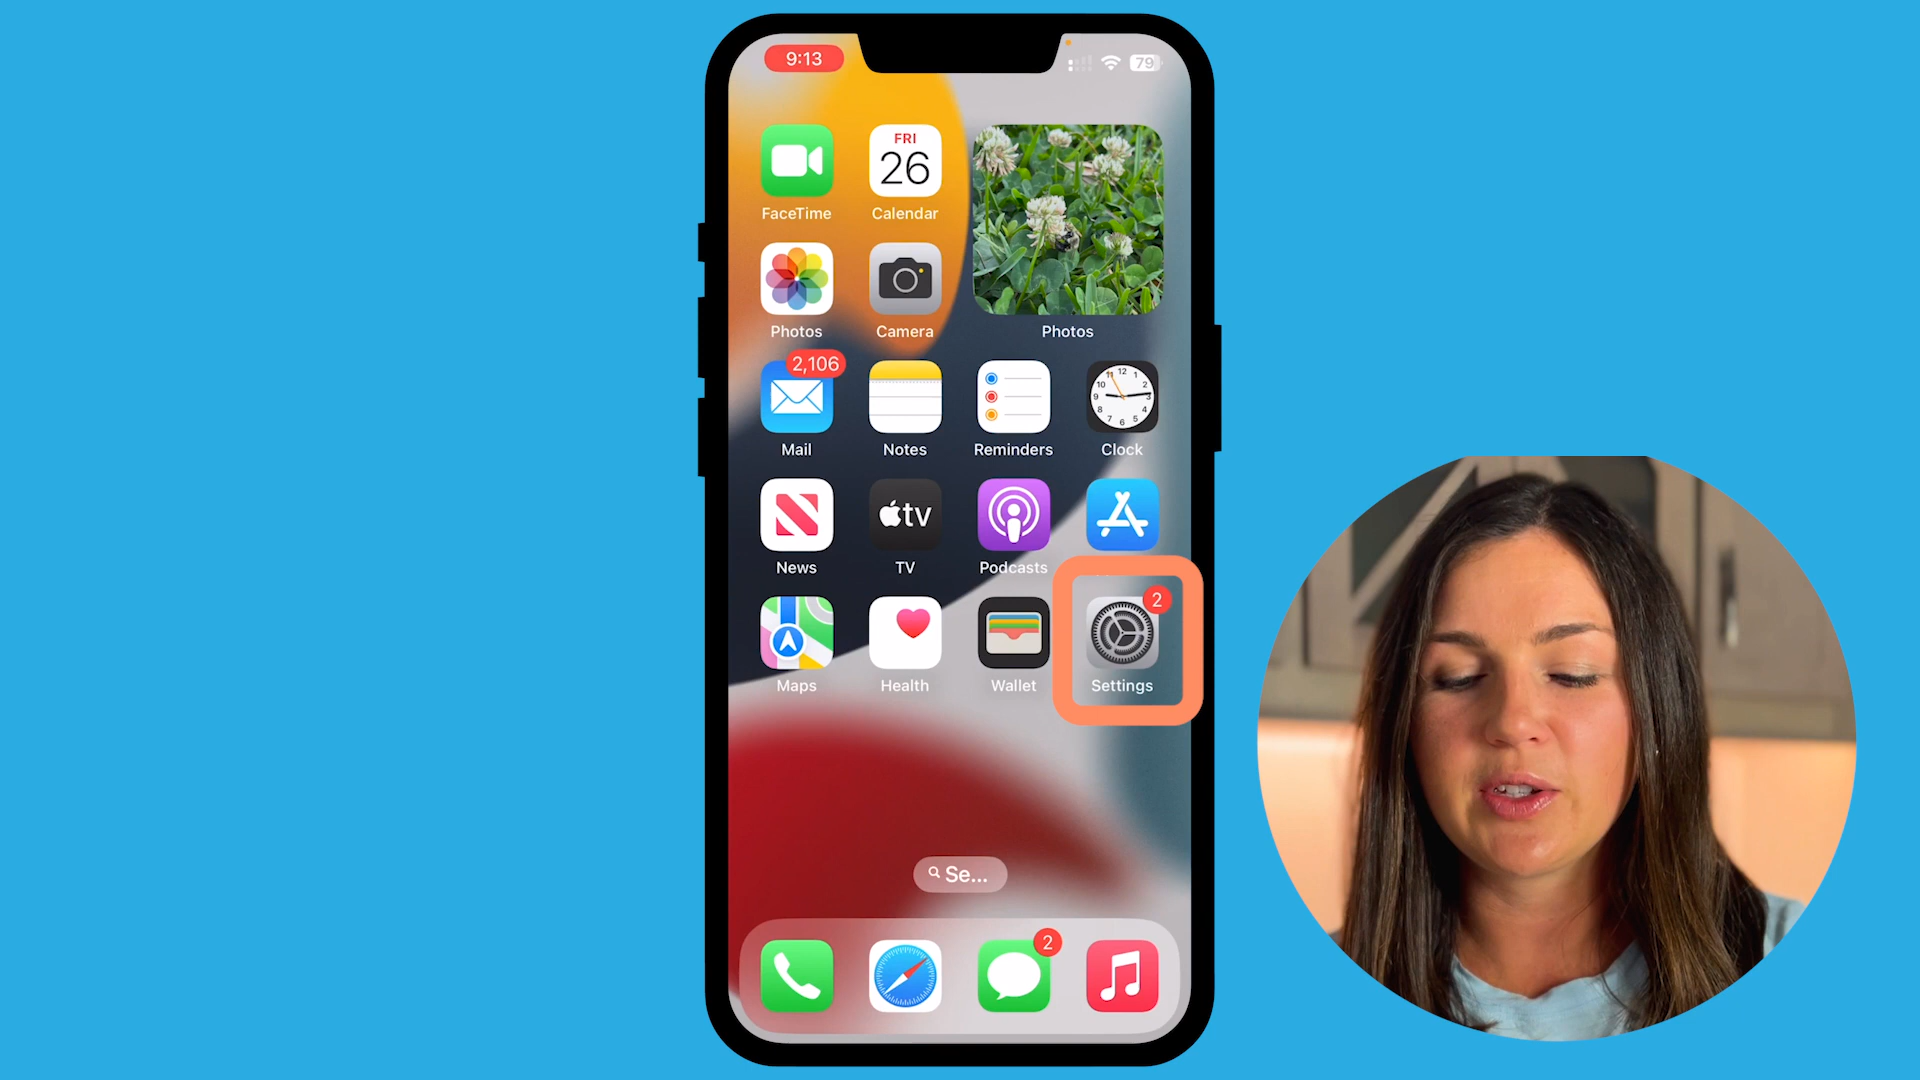 9:13
79
FRI
26
FaceTime
Calendar
Photos
Camera
Photos
2,106
Mail
Notes
Reminders
Clock
tv
News
TV
Podcasts
2
Maps
Health
Wallet
Settings
Se...
2